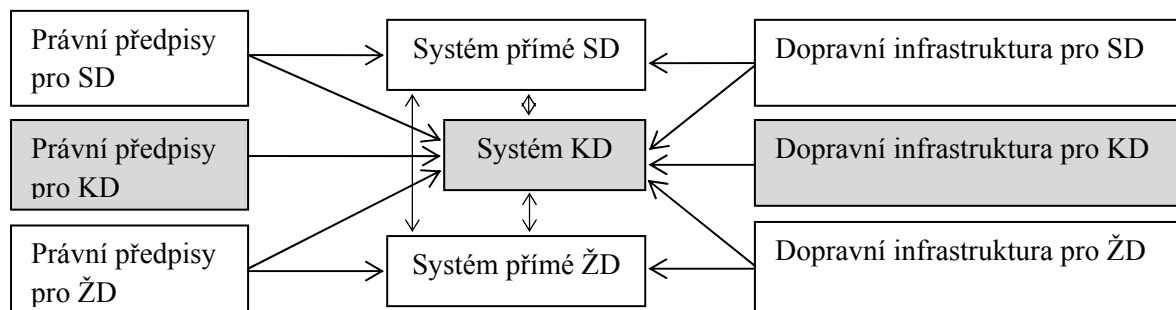 Právní předpisy
pro SD
Systém přímé SD
Dopravní infrastruktura pro SD
Právní předpisy
pro KD
Systém KD
Dopravní infrastruktura pro KD
Právní předpisy
pro ŽD
Systém přímé ŽD
Dopravní infrastruktura pro ŽD